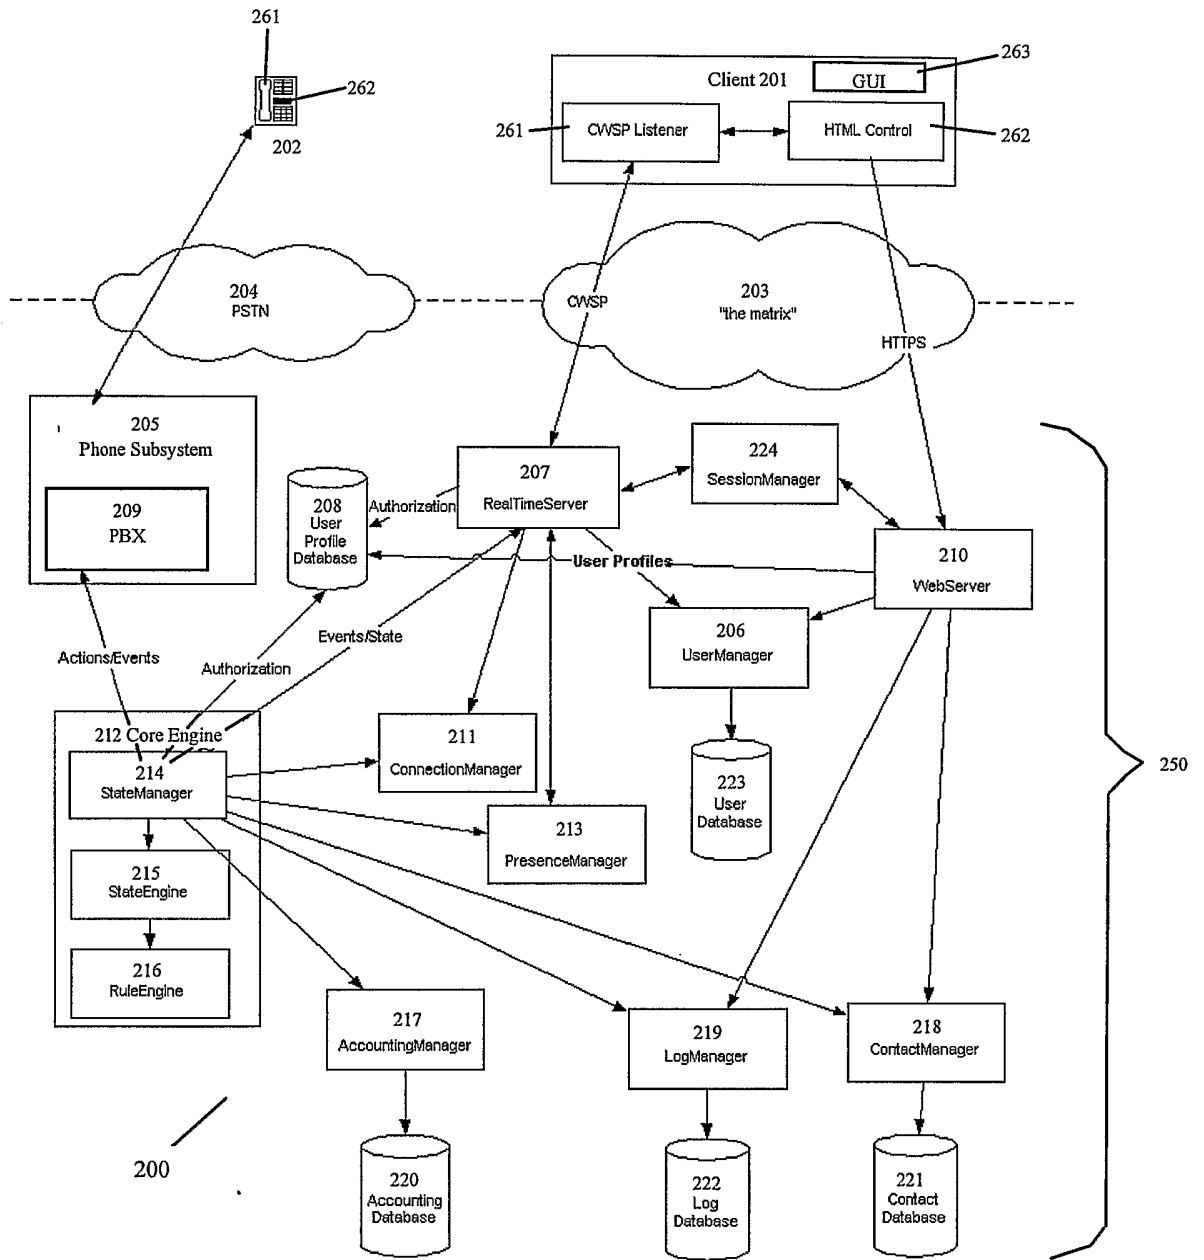 261
262
202
263
Client 201
GUI
261
CWSP Listener
HTML Control
262
204
PSTN
203
"the matrix"
CWSP
HTTPS
205
Phone Subsystem
209
PBX
208
User
Profile
Database
Authorization
207
RealTimeServer
224
SessionManager
User Profiles
210
WebServer
206
UserManager
Events/State
Actions/Events
Authorization
212 Core Engine
214
StateManager
215
StateEngine
216
RuleEngine
211
ConnectionManager
213
PresenceManager
223
User
Database
250
217
AccountingManager
219
LogManager
218
ContactManager
200
220
Accounting
Database
222
Log
Database
221
Contact
Database